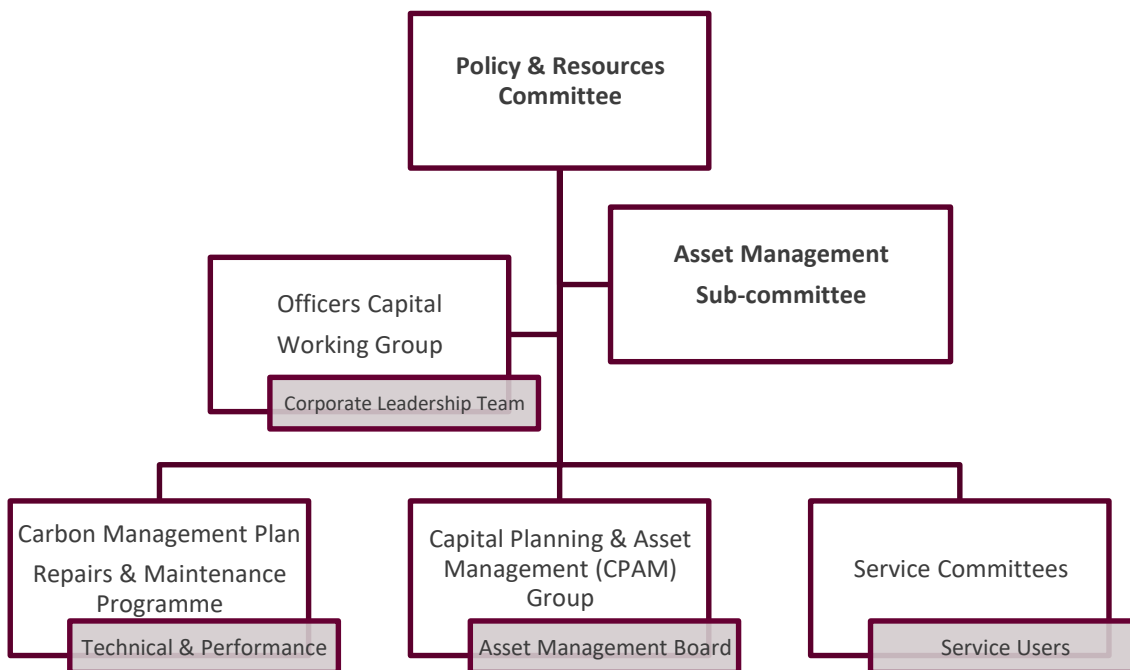 Policy & Resources
Committee
Asset Management
Sub-committee
Officers Capital
Working Group
Corporate Leadership Team
Carbon Management Plan
Repairs & Maintenance
Programme
Technical & Performance
Capital Planning & Asset
Management (CPAM)
Group
Asset Management Board
Service Committees
Service Users